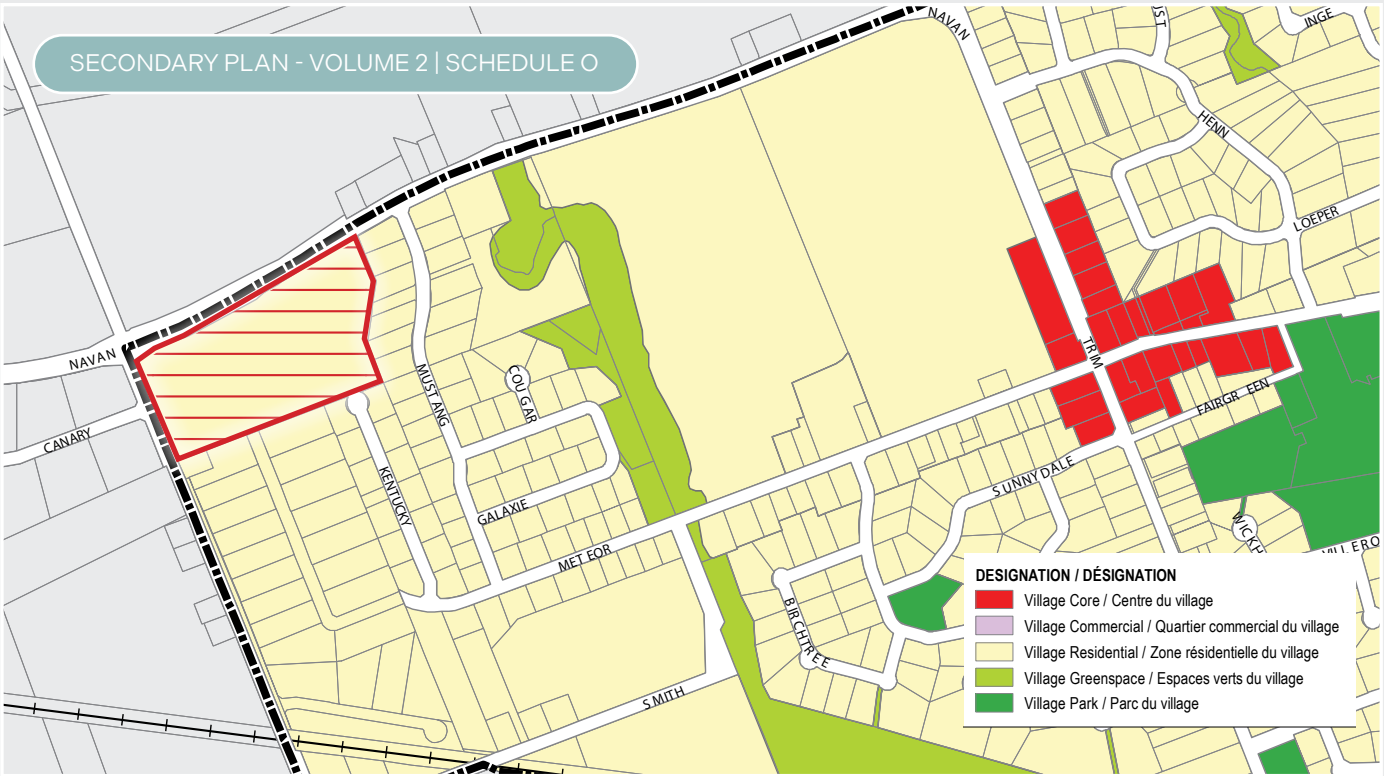 SECONDARY PLAN - VOLUME 2 | SCHEDULE O
NAVAN
INGE
HENN
LOEPER
NAVAN
CANARY
MUSTANG
COUGAR
KENTUCKY
GALAXIE
METEOR
TRIM
FAIRGREEN
SUNNYDALE
WICKH
VILLERO
BIRCHTREE
SMITH
DESIGNATION / DÉSIGNATION
Village Core / Centre du village
Village Commercial / Quartier commercial du village
Village Residential / Zone résidentielle du village
Village Greenspace / Espaces verts du village
Village Park / Parc du village